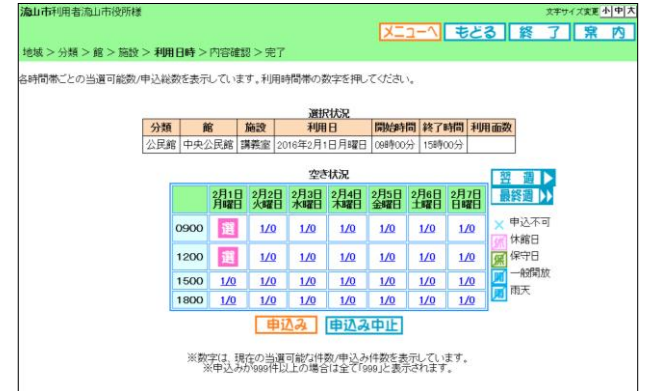 流山市利用者流山市役所様
文字サイズ変更 小 中 大
メニューへ もどる 終 了 案 内
地域 > 分類 > 館 > 施設 > 利用日時 > 内容確認 > 完了
各時間帯ごとの当選可能数/申込総数を表示しています。利用時間帯の数字を押してください。
選択状況
分類 館 施設 利用日 開始時間 終了時間 利用面数
公民館 中央公民館 講義室 2016年2月1日月曜日 09時00分 15時00分
空き状況
翌 週
最終週
2月1日 2月2日 2月3日 2月4日 2月5日 2月6日 2月7日
月曜日 火曜日 水曜日 木曜日 金曜日 土曜日 日曜日
0900 選 1/0 1/0 1/0 1/0 1/0 1/0
1200 選 1/0 1/0 1/0 1/0 1/0 1/0
1500 1/0 1/0 1/0 1/0 1/0 1/0 1/0
1800 1/0 1/0 1/0 1/0 1/0 1/0 1/0
申込不可
休館日
保守日
一般開放
雨天
申込み 申込み中止
※数字は、現在の当選可能な件数/申込み件数を表示しています。
※申込みが999件以上の場合は全て「999」と表示されます。